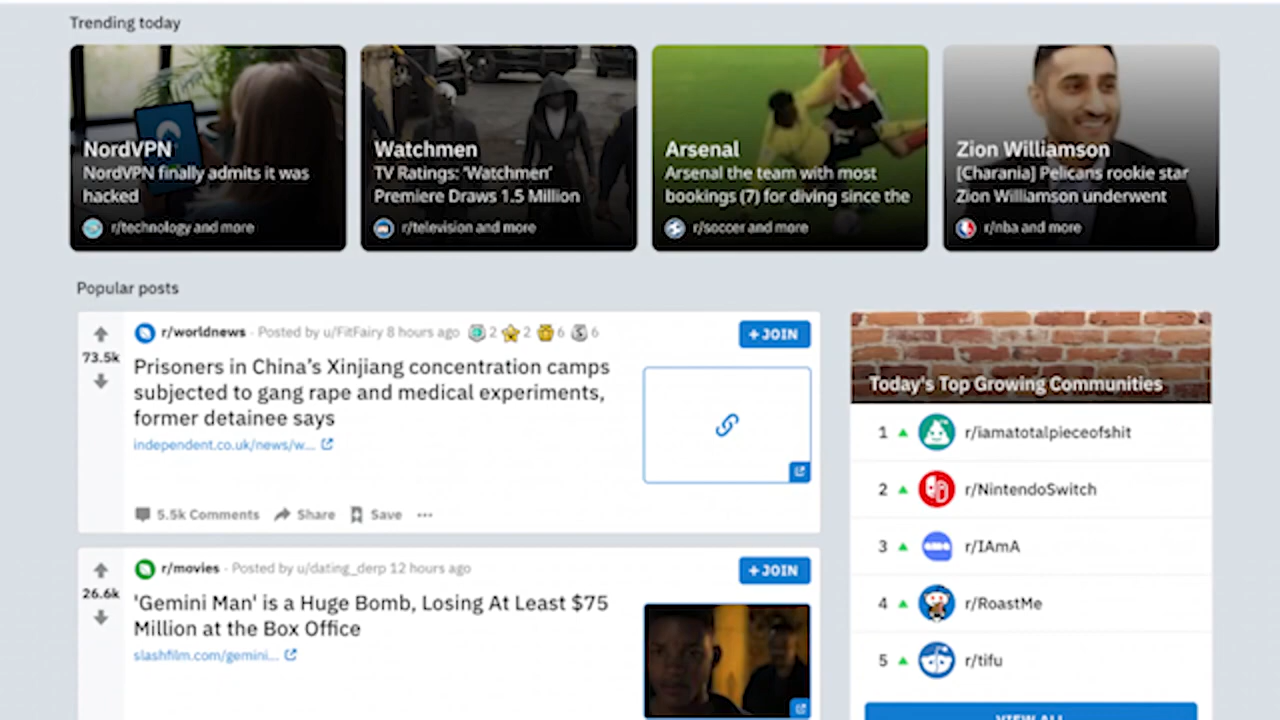 Trending today
NordVPN
NordVPN finally admits it was
hacked
r/technology and more
Watchmen
TV Ratings: ‘Watchmen’
Premiere Draws 1.5 Million
r/television and more
Arsenal
Arsenal the team with most
bookings (7) for diving since the
r/soccer and more
Zion Williamson
[Charania] Pelicans rookie star
Zion Williamson underwent
r/nba and more
Popular posts
73.5k
r/worldnews · Posted by u/FitFairy 8 hours ago 2 2 6 6
+ JOIN
Prisoners in China’s Xinjiang concentration camps
subjected to gang rape and medical experiments,
former detainee says
independent.co.uk/news/w...
5.5k Comments Share Save ...
26.6k
r/movies · Posted by u/dating_derp 12 hours ago
+ JOIN
'Gemini Man' is a Huge Bomb, Losing At Least $75
Million at the Box Office
slashfilm.com/gemini...
Today's Top Growing Communities
1 r/iamatotalpieceofshit
2 r/NintendoSwitch
3 r/IAmA
4 r/RoastMe
5 r/tifu
VIEW ALL